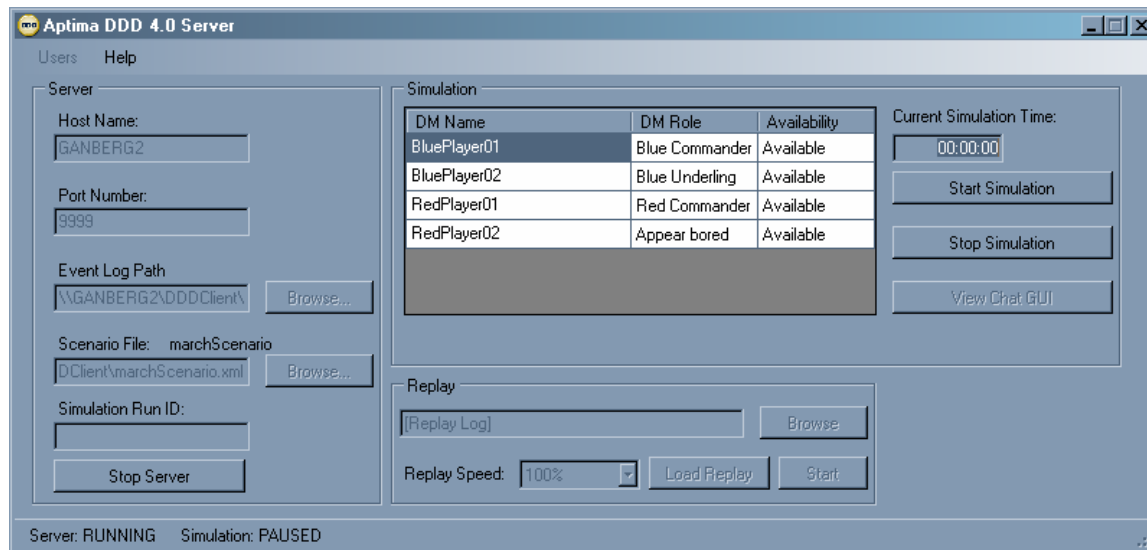 Aptima DDD 4.0 Server
Users Help
Server
Host Name:
GANBERG2
Port Number:
9999
Event Log Path
\\GANBERG2\DDDClient\
Browse...
Scenario File: marchScenario
DClient\marchScenario.xml
Browse...
Simulation Run ID:
Stop Server
Simulation
DM Name DM Role Availability
BluePlayer01 Blue Commander Available
BluePlayer02 Blue Underling Available
RedPlayer01 Red Commander Available
RedPlayer02 Appear bored Available
Current Simulation Time:
00:00:00
Start Simulation
Stop Simulation
View Chat GUI
Replay
[Replay Log]
Browse
Replay Speed: 100% Load Replay Start
Server: RUNNING Simulation: PAUSED